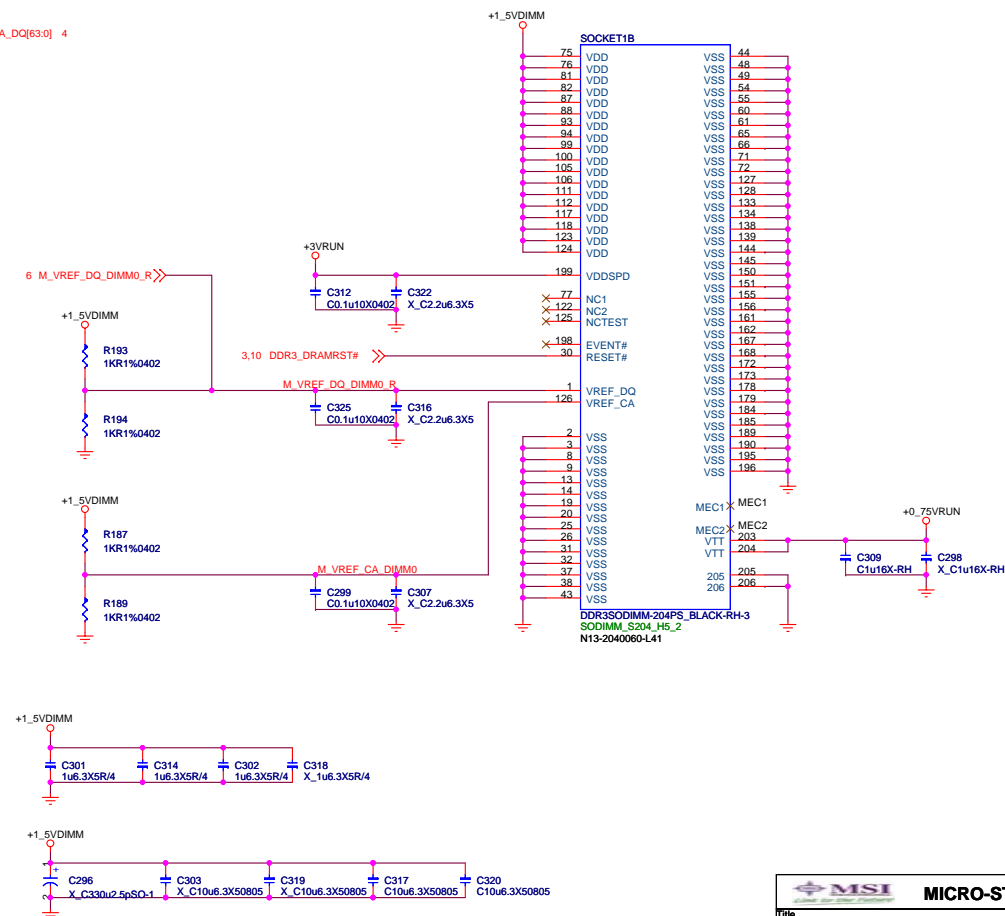 A_DQ[63:0] 4
+1_5VDIMM
SOCKET1B
75 VDD
76 VDD
81 VDD
82 VDD
87 VDD
88 VDD
93 VDD
94 VDD
99 VDD
100 VDD
105 VDD
106 VDD
111 VDD
112 VDD
117 VDD
118 VDD
123 VDD
124 VDD
199 VDDSPD
77 NC1
122 NC2
125 NCTEST
198 EVENT#
30 RESET#
1 VREF_DQ
126 VREF_CA
2 VSS
3 VSS
8 VSS
9 VSS
13 VSS
14 VSS
19 VSS
20 VSS
25 VSS
26 VSS
31 VSS
32 VSS
37 VSS
38 VSS
43 VSS
VSS 44
VSS 48
VSS 49
VSS 54
VSS 55
VSS 60
VSS 61
VSS 65
VSS 66
VSS 71
VSS 72
VSS 127
VSS 128
VSS 133
VSS 134
VSS 138
VSS 139
VSS 144
VSS 145
VSS 150
VSS 151
VSS 155
VSS 156
VSS 161
VSS 162
VSS 167
VSS 168
VSS 172
VSS 173
VSS 178
VSS 179
VSS 184
VSS 185
VSS 189
VSS 190
VSS 195
VSS 196
MEC1 MEC1
MEC2 MEC2
VTT 203
VTT 204
205 205
206 206
DDR3SODIMM-204PS_BLACK-RH-3
SODIMM_S204_H5_2
N13-2040060-L41
+3VRUN
C312
C0.1u10X0402
C322
X_C2.2u6.3X5
6 M_VREF_DQ_DIMM0_R
+1_5VDIMM
R193
1KR1%0402
R194
1KR1%0402
3,10 DDR3_DRAMRST#
M_VREF_DQ_DIMM0_R
C325
C0.1u10X0402
C316
X_C2.2u6.3X5
+1_5VDIMM
R187
1KR1%0402
R189
1KR1%0402
M_VREF_CA_DIMM0
C299
C0.1u10X0402
C307
X_C2.2u6.3X5
+0_75VRUN
C309
C1u16X-RH
C298
X_C1u16X-RH
+1_5VDIMM
C301
1u6.3X5R/4
C314
1u6.3X5R/4
C302
1u6.3X5R/4
C318
X_1u6.3X5R/4
+1_5VDIMM
1
+
2
C296
X_C330u2.5pSO-1
C303
X_C10u6.3X50805
C319
X_C10u6.3X50805
C317
C10u6.3X50805
C320
C10u6.3X50805
MSI
Link to the Future
MICRO-ST
Title